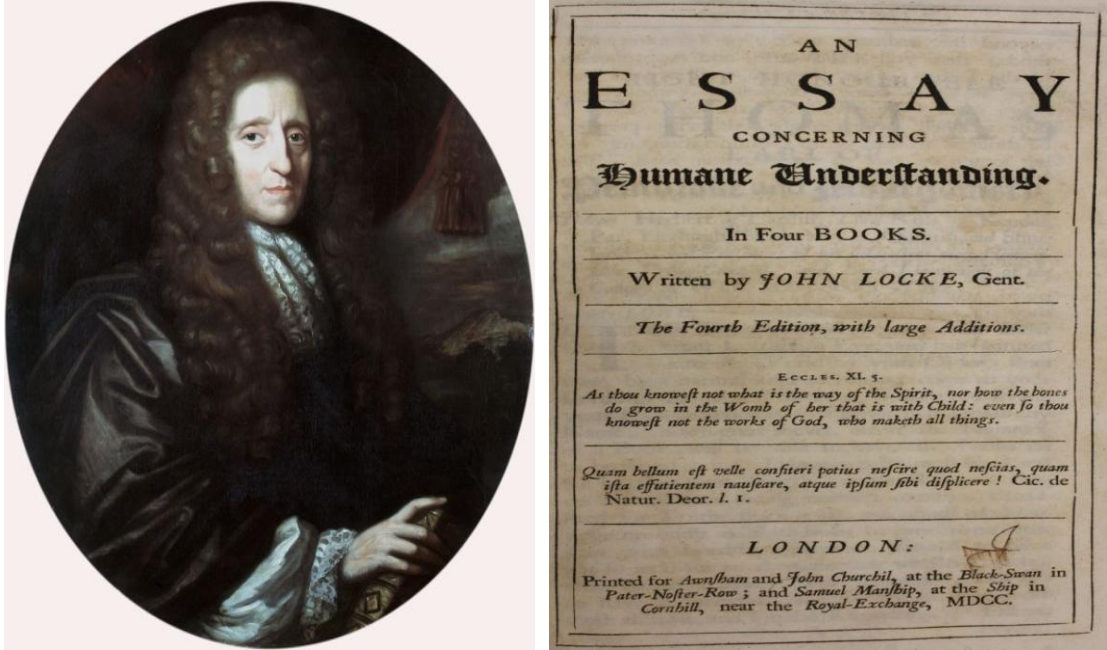 AN
ESSAY
CONCERNING
Humane Underſtanding.
In Four BOOKS.
Written by JOHN LOCKE, Gent.
The Fourth Edition, with large Additions.
ECCLES. XI. 5.
As thou knoweſt not what is the way of the Spirit, nor how the bones
do grow in the Womb of her that is with Child: even ſo thou
knoweſt not the works of God, who maketh all things.
Quam bellum eſt velle confiteri potius neſcire quod neſcias, quam
iſta effutientem nauſeare, atque ipſum ſibi diſplicere! Cic. de
Natur. Deor. l. 1.
LONDON:
Printed for Awnſham and John Churchil, at the Black-Swan in
Pater-Noſter-Row; and Samuel Manſhip, at the Ship in
Cornhill, near the Royal-Exchange, MDCC.